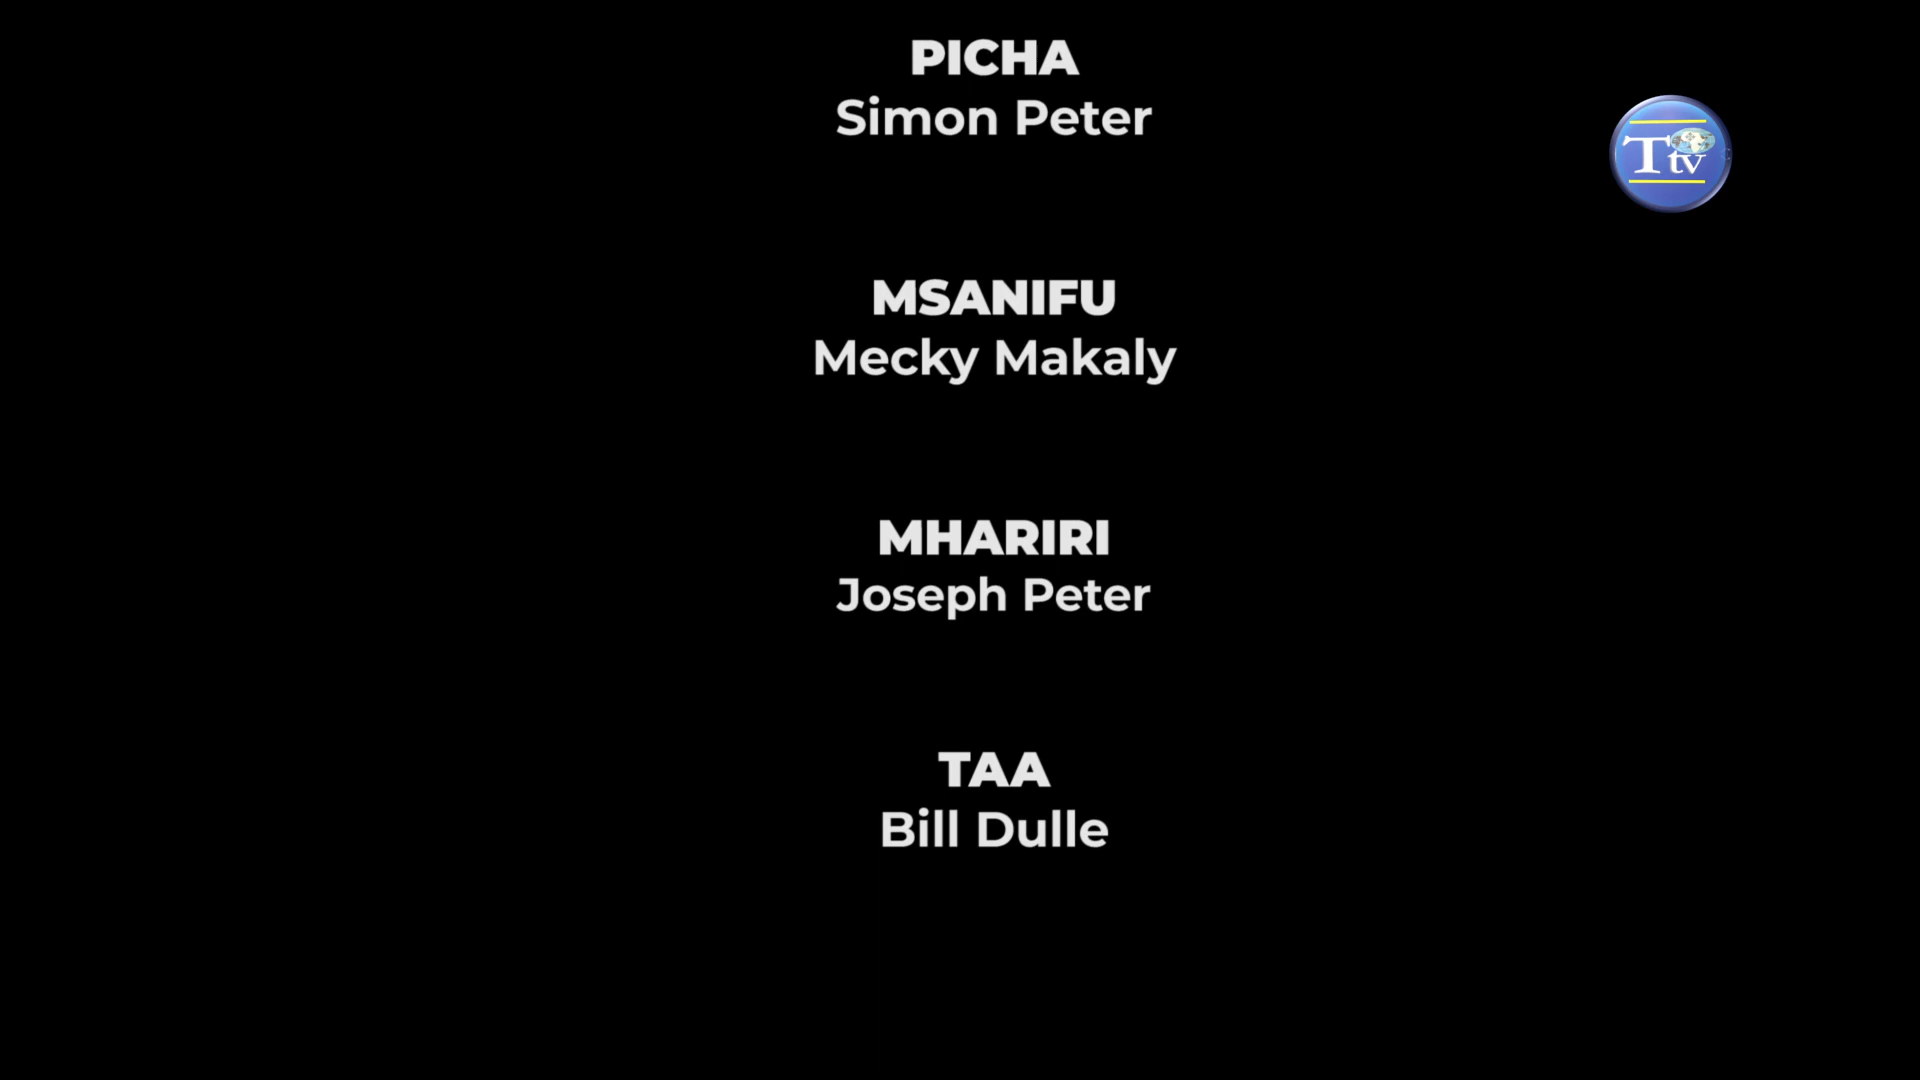 PICHA
Simon Peter
Ttv
MSANIFU
Mecky Makaly
MHARIRI
Joseph Peter
TAA
Bill Dulle